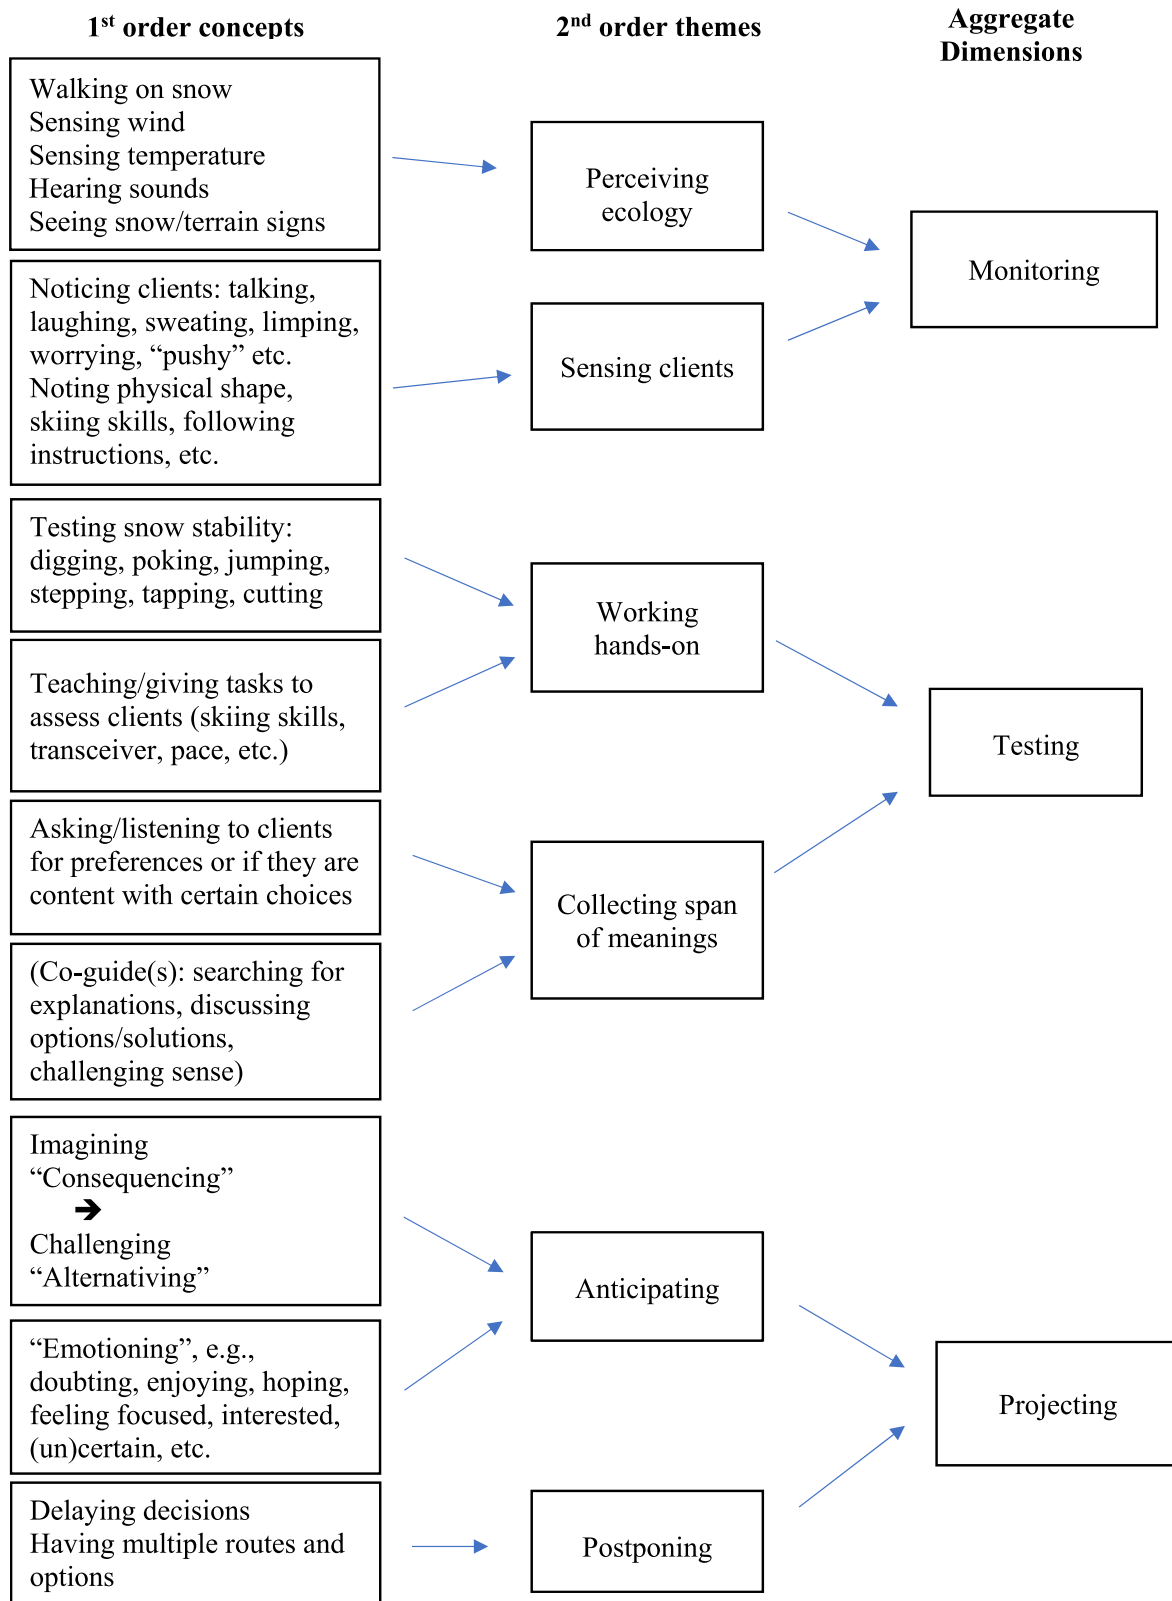 1st order concepts
2nd order themes
Aggregate
Dimensions
Walking on snow
Sensing wind
Sensing temperature
Hearing sounds
Seeing snow/terrain signs
Perceiving
ecology
Monitoring
Noticing clients: talking,
laughing, sweating, limping,
worrying, “pushy” etc.
Noting physical shape,
skiing skills, following
instructions, etc.
Sensing clients
Testing snow stability:
digging, poking, jumping,
stepping, tapping, cutting
Working
hands-on
Teaching/giving tasks to
assess clients (skiing skills,
transceiver, pace, etc.)
Testing
Asking/listening to clients
for preferences or if they are
content with certain choices
Collecting span
of meanings
(Co-guide(s): searching for
explanations, discussing
options/solutions,
challenging sense)
Imagining
“Consequencing”
➔
Challenging
“Alternativing”
Anticipating
“Emotioning”, e.g.,
doubting, enjoying, hoping,
feeling focused, interested,
(un)certain, etc.
Projecting
Delaying decisions
Having multiple routes and
options
Postponing